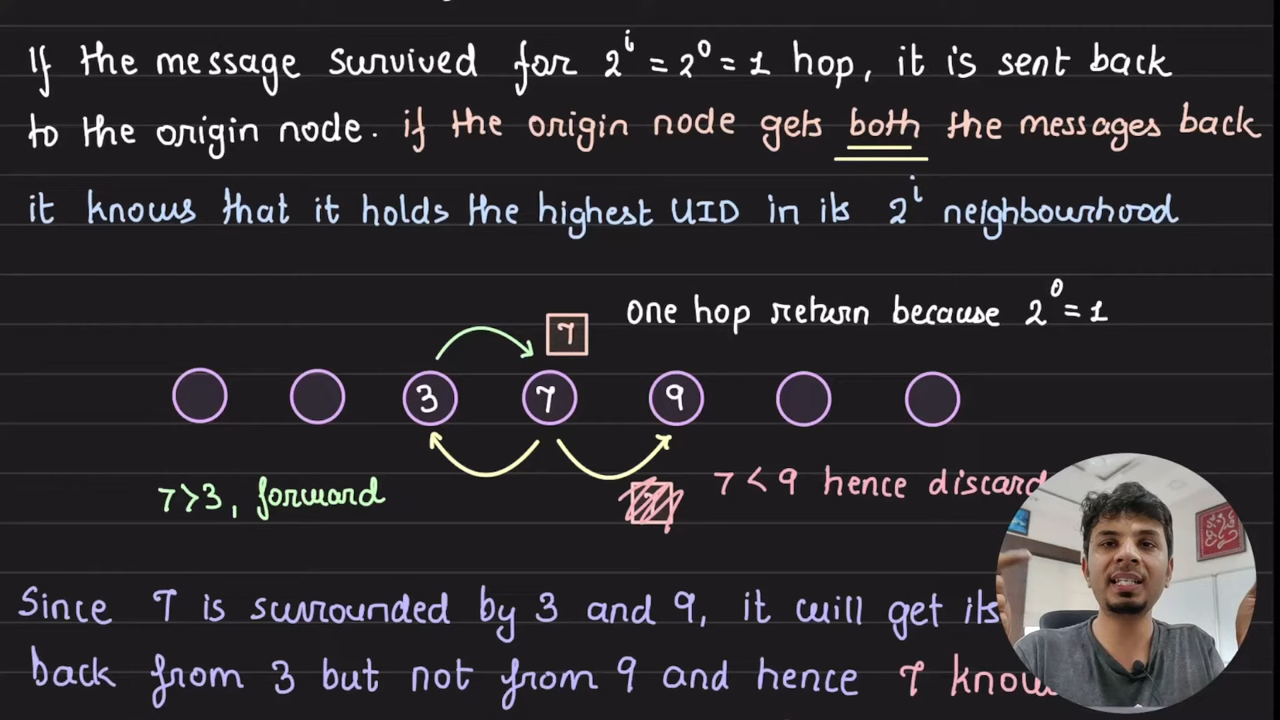 If the message survived for 2^i = 2^0 = 1 hop, it is sent back
to the origin node. if the origin node gets both the messages back
it knows that it holds the highest UID in its 2^i neighbourhood
one hop return because 2^0 = 1
7
3 7 9
7>3, forward
7 < 9 hence discard
Since 7 is surrounded by 3 and 9, it will get its
back from 3 but not from 9 and hence 7